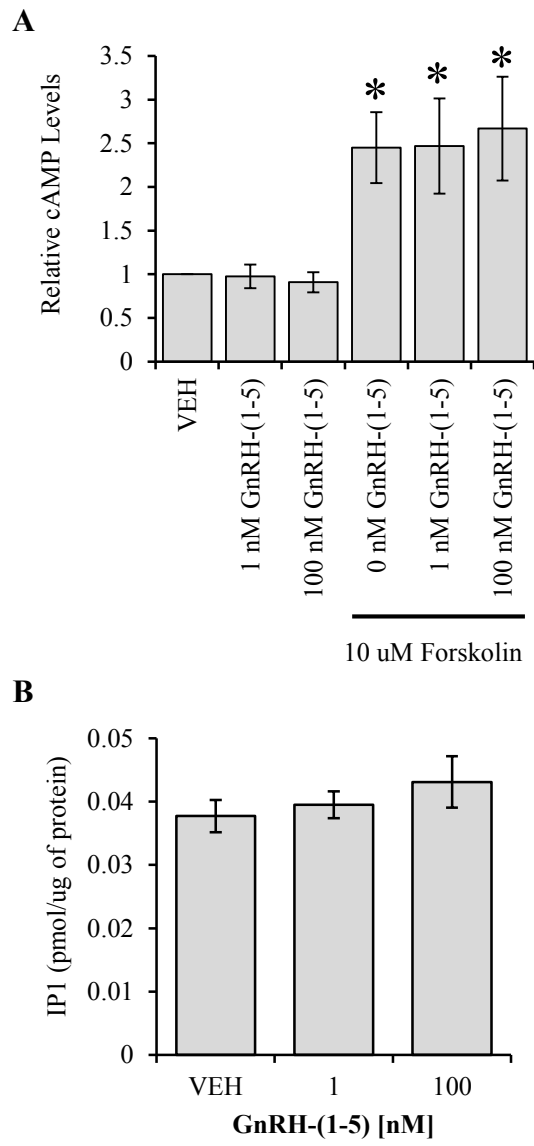 A
Relative cAMP Levels
3.5
3
2.5
2
1.5
1
0.5
0
* * *
VEH
1 nM GnRH-(1-5)
100 nM GnRH-(1-5)
0 nM GnRH-(1-5)
1 nM GnRH-(1-5)
100 nM GnRH-(1-5)
10 uM Forskolin
B
IP1 (pmol/ug of protein)
0.05
0.04
0.03
0.02
0.01
0
VEH 1 100
GnRH-(1-5) [nM]